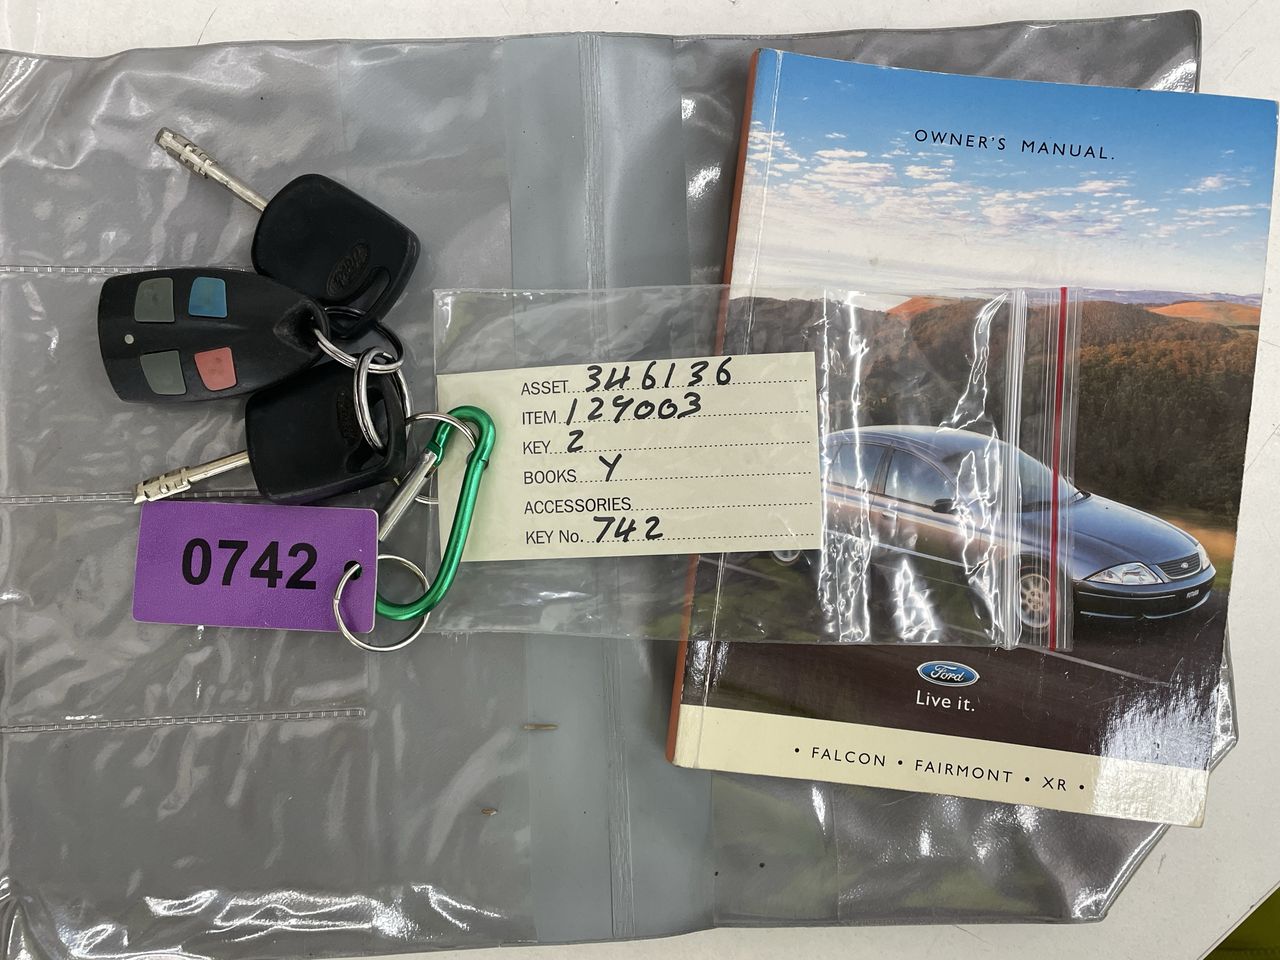 OWNER'S MANUAL.
ASSET 346136
ITEM 129003
KEY 2
BOOKS Y
ACCESSORIES
KEY No. 742
0742
Ford
Ford
Live it.
• FALCON • FAIRMONT • XR •